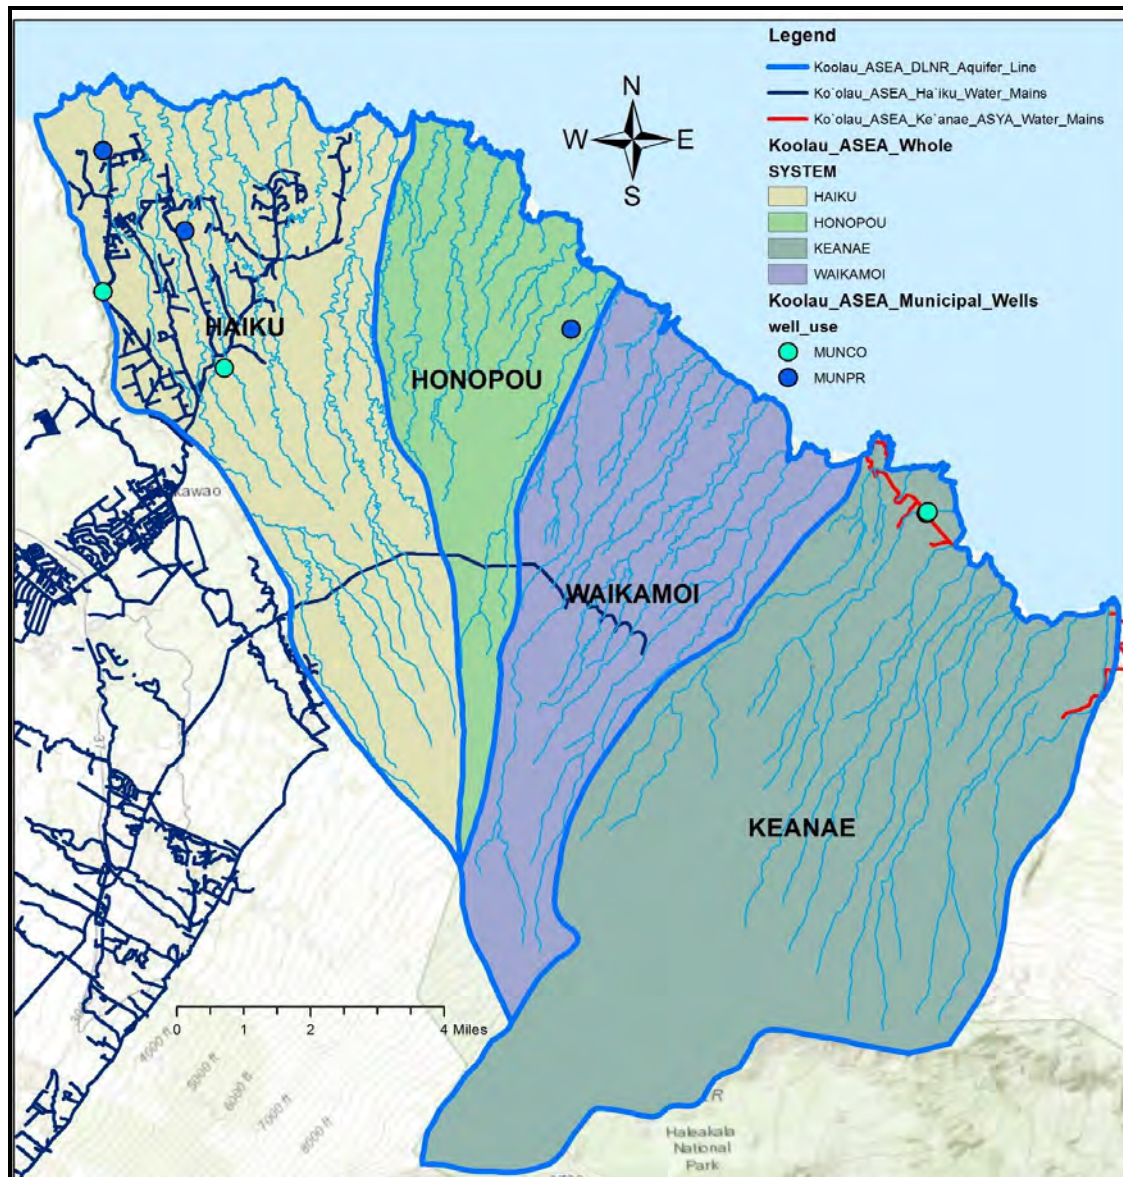 Legend
Koolau_ASEA_DLNR_Aquifer_Line
Ko`olau_ASEA_Ha`iku_Water_Mains
Ko`olau_ASEA_Ke`anae_ASYA_Water_Mains
Koolau_ASEA_Whole
SYSTEM
HAIKU
HONOPOU
KEANAE
WAIKAMOI
Koolau_ASEA_Municipal_Wells
well_use
MUNCO
MUNPR
N
W E
S
HAIKU
HONOPOU
WAIKAMOI
KEANAE
kawao
37
0 1 2 4 Miles
4000 ft.
5000 ft.
6000 ft.
7000 ft.
8000 ft.
R
Haleakala
National
Park